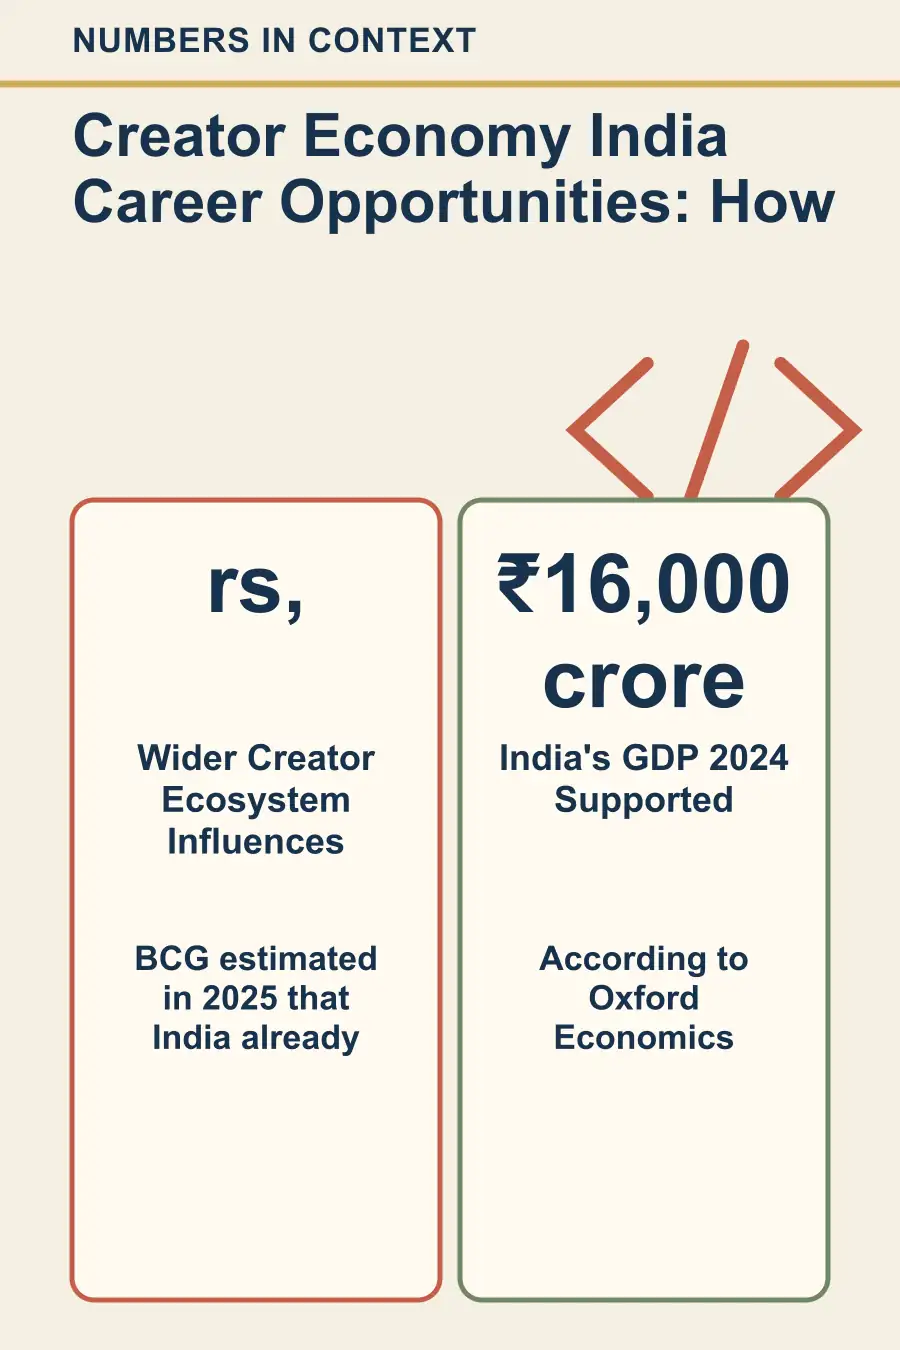 NUMBERS IN CONTEXT
Creator Economy India
Career Opportunities: How
rs,
Wider Creator
Ecosystem
Influences
BCG estimated
in 2025 that
India already
₹16,000
crore
India's GDP 2024
Supported
According to
Oxford
Economics